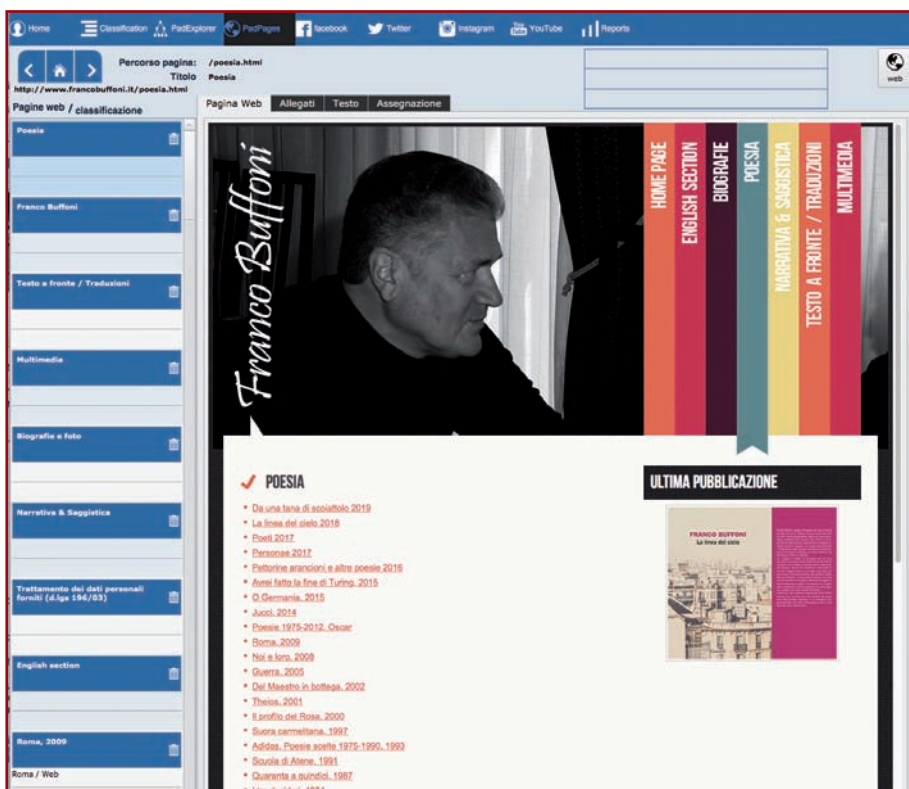 Home
Classification
PadExplorer
PadPages
facebook
Twitter
Instagram
YouTube
Reports
Percorso pagina: /poesia.html
Titolo Poesia
http://www.francobuffoni.it/poesia.html
web
Pagine web / classificazione
Pagina Web
Allegati
Testo
Assegnazione
Poesia
Franco Buffoni
Testo a fronte / Traduzioni
Multimedia
Biografie e foto
Narrativa & Saggistica
Trattamento dei dati personali
forniti (d.lgs 196/03)
English section
Roma, 2009
Roma / Web
Franco Buffoni
HOME PAGE
ENGLISH SECTION
BIOGRAFIE
POESIA
NARRATIVA & SAGGISTICA
TESTO A FRONTE / TRADUZIONI
MULTIMEDIA
POESIA
Da una tana di scoiattolo 2019
La linea del cielo 2018
Poeti 2017
Personae 2017
Pettorine arancioni e altre poesie 2016
Avrei fatto la fine di Turing, 2015
O Germania, 2015
Jucci, 2014
Poesie 1975-2012, Oscar
Roma, 2009
Noi e loro, 2008
Guerra, 2005
Del Maestro in bottega, 2002
Theios, 2001
Il profilo del Rosa, 2000
Suora carmelitana, 1997
Adidas, Poesie scelte 1975-1990, 1993
Scuola di Atene, 1991
Quaranta a quindici, 1987
ULTIMA PUBBLICAZIONE
FRANCO BUFFONI
La linea del cielo